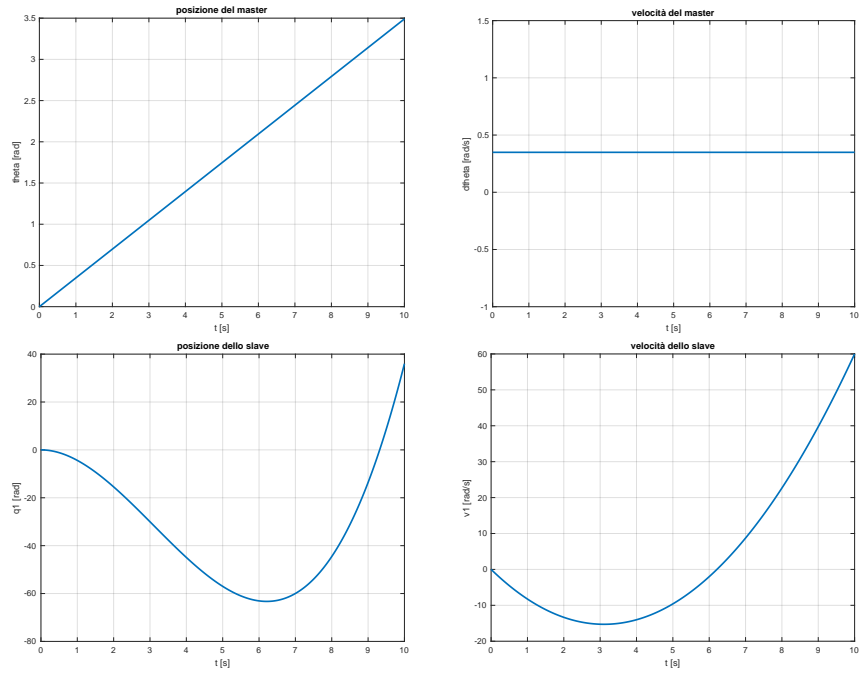 posizione del master
theta [rad]
3.5
3
2.5
2
1.5
1
0.5
0
0 1 2 3 4 5 6 7 8 9 10
t [s]
velocità del master
dtheta [rad/s]
1.5
1
0.5
0
-0.5
-1
0 1 2 3 4 5 6 7 8 9 10
t [s]
posizione dello slave
q1 [rad]
40
20
0
-20
-40
-60
-80
0 1 2 3 4 5 6 7 8 9 10
t [s]
velocità dello slave
v1 [rad/s]
60
50
40
30
20
10
0
-10
-20
0 1 2 3 4 5 6 7 8 9 10
t [s]